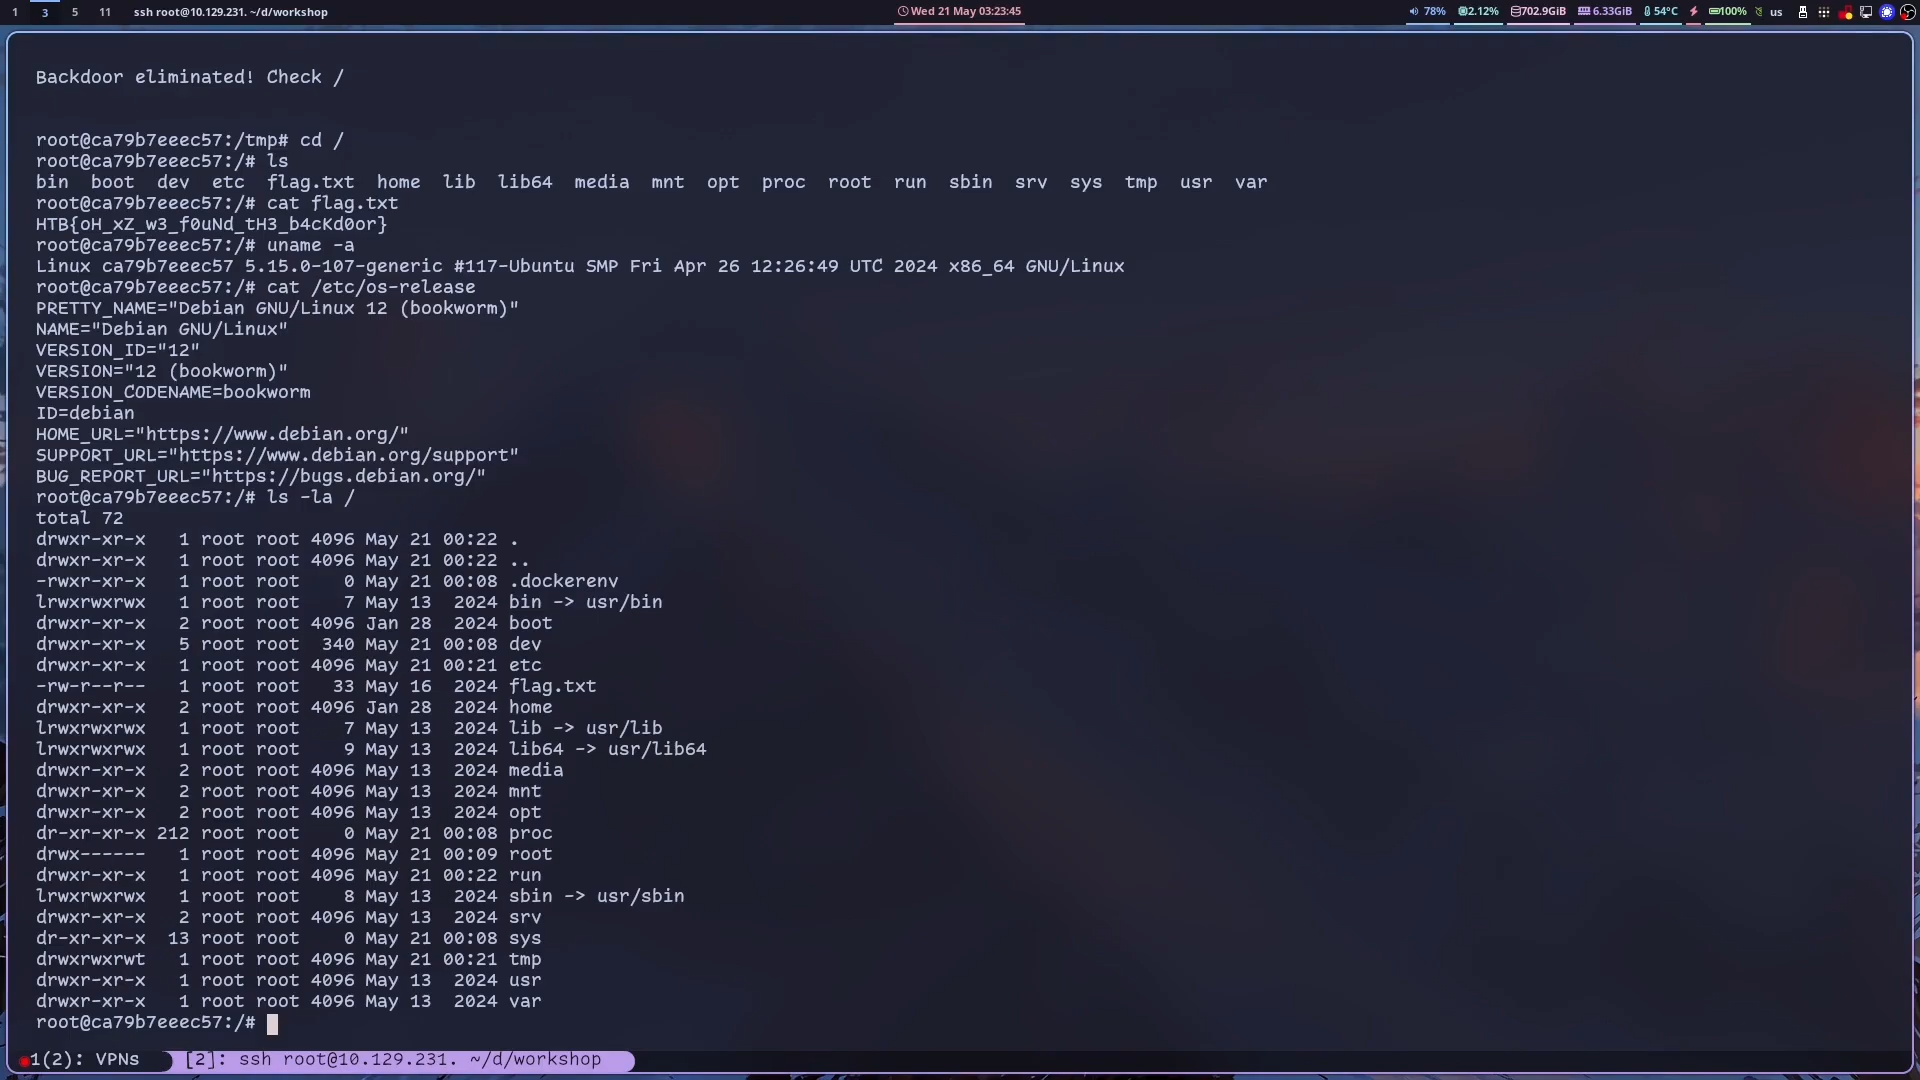 1 3 5 11 ssh root@10.129.231. ~/d/workshop Wed 21 May 03:23:45 78% 2.12% 702.9GiB 6.33GiB 54°C 100% us
Backdoor eliminated! Check /
root@ca79b7eeec57:/tmp# cd /
root@ca79b7eeec57:/# ls
bin boot dev etc flag.txt home lib lib64 media mnt opt proc root run sbin srv sys tmp usr var
root@ca79b7eeec57:/# cat flag.txt
HTB{oH_xZ_w3_f0uNd_tH3_b4cKd0or}
root@ca79b7eeec57:/# uname -a
Linux ca79b7eeec57 5.15.0-107-generic #117-Ubuntu SMP Fri Apr 26 12:26:49 UTC 2024 x86_64 GNU/Linux
root@ca79b7eeec57:/# cat /etc/os-release
PRETTY_NAME="Debian GNU/Linux 12 (bookworm)"
NAME="Debian GNU/Linux"
VERSION_ID="12"
VERSION="12 (bookworm)"
VERSION_CODENAME=bookworm
ID=debian
HOME_URL="https://www.debian.org/"
SUPPORT_URL="https://www.debian.org/support"
BUG_REPORT_URL="https://bugs.debian.org/"
root@ca79b7eeec57:/# ls -la /
total 72
drwxr-xr-x 1 root root 4096 May 21 00:22 .
drwxr-xr-x 1 root root 4096 May 21 00:22 ..
-rwxr-xr-x 1 root root 0 May 21 00:08 .dockerenv
lrwxrwxrwx 1 root root 7 May 13 2024 bin -> usr/bin
drwxr-xr-x 2 root root 4096 Jan 28 2024 boot
drwxr-xr-x 5 root root 340 May 21 00:08 dev
drwxr-xr-x 1 root root 4096 May 21 00:21 etc
-rw-r--r-- 1 root root 33 May 16 2024 flag.txt
drwxr-xr-x 2 root root 4096 Jan 28 2024 home
lrwxrwxrwx 1 root root 7 May 13 2024 lib -> usr/lib
lrwxrwxrwx 1 root root 9 May 13 2024 lib64 -> usr/lib64
drwxr-xr-x 2 root root 4096 May 13 2024 media
drwxr-xr-x 2 root root 4096 May 13 2024 mnt
drwxr-xr-x 2 root root 4096 May 13 2024 opt
dr-xr-xr-x 212 root root 0 May 21 00:08 proc
drwx------ 1 root root 4096 May 21 00:09 root
drwxr-xr-x 1 root root 4096 May 21 00:22 run
lrwxrwxrwx 1 root root 8 May 13 2024 sbin -> usr/sbin
drwxr-xr-x 2 root root 4096 May 13 2024 srv
dr-xr-xr-x 13 root root 0 May 21 00:08 sys
drwxrwxrwt 1 root root 4096 May 21 00:21 tmp
drwxr-xr-x 1 root root 4096 May 13 2024 usr
drwxr-xr-x 1 root root 4096 May 13 2024 var
root@ca79b7eeec57:/#
1(2): VPNs [2]: ssh root@10.129.231. ~/d/workshop